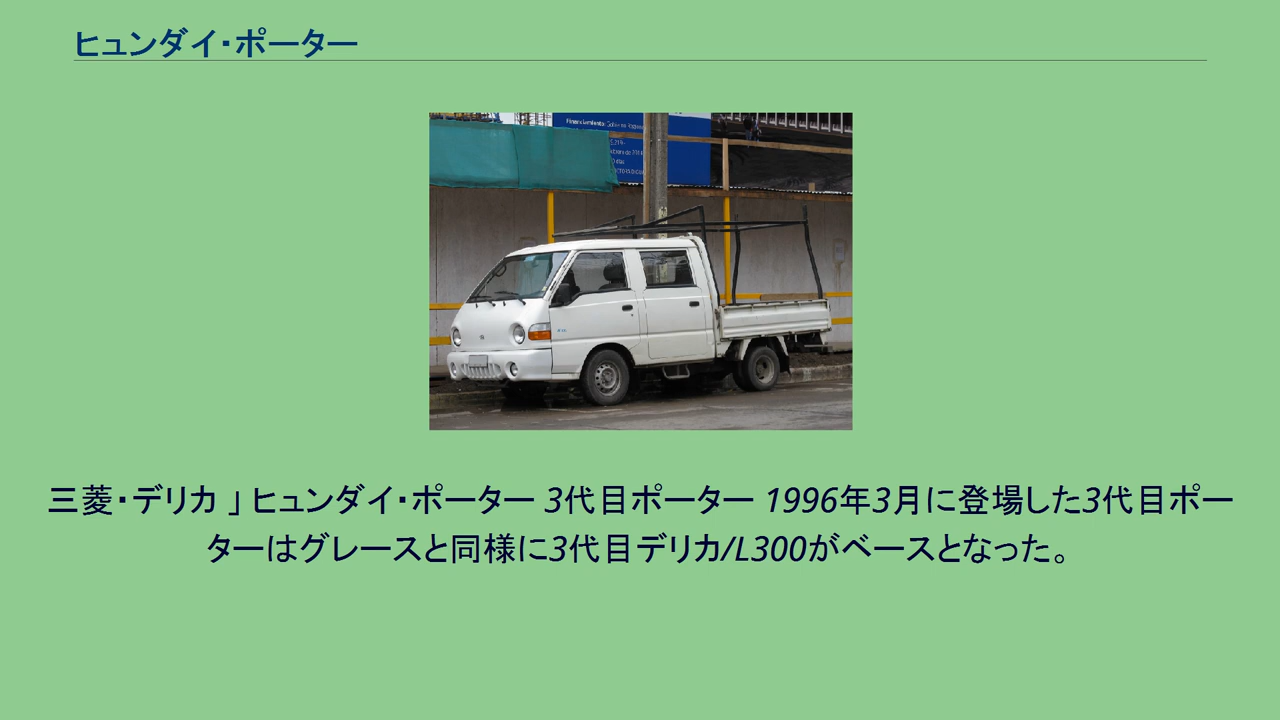 ヒュンダイ・ポーター
Financiamiento:
三菱・デリカ 」 ヒュンダイ・ポーター 3代目ポーター 1996年3月に登場した3代目ポー
ターはグレースと同様に3代目デリカ/L300がベースとなった。